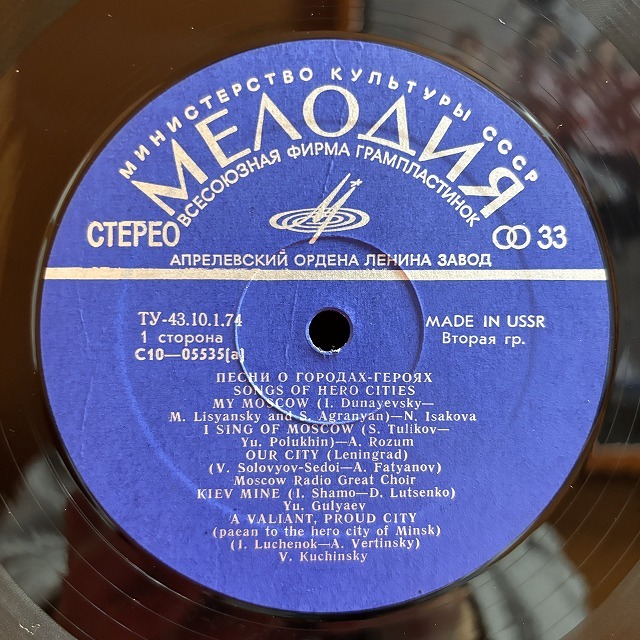 МИНИСТЕРСТВО КУЛЬТУРЫ СССР
МЕЛОДИЯ
ВСЕСОЮЗНАЯ ФИРМА ГРАМПЛАСТИНОК
СТЕРЕО
33
АПРЕЛЕВСКИЙ ОРДЕНА ЛЕНИНА ЗАВОД
ТУ-43.10.1.74
MADE IN USSR
1 сторона
Вторая гр.
С10—05535(а)
ПЕСНИ О ГОРОДАХ-ГЕРОЯХ
SONGS OF HERO CITIES
MY MOSCOW (I. Dunayevsky—
M. Lisyansky and S. Agranyan)—N. Isakova
I SING OF MOSCOW (S. Tulikov—
Yu. Polukhin)—A. Rozum
OUR CITY (Leningrad)
(V. Solovyov-Sedoi—A. Fatyanov)
Moscow Radio Great Choir
KIEV MINE (I. Shamo—D. Lutsenko)
Yu. Gulyaev
A VALIANT, PROUD CITY
(paean to the hero city of Minsk)
(I. Luchenok—A. Vertinsky)
V. Kuchinsky